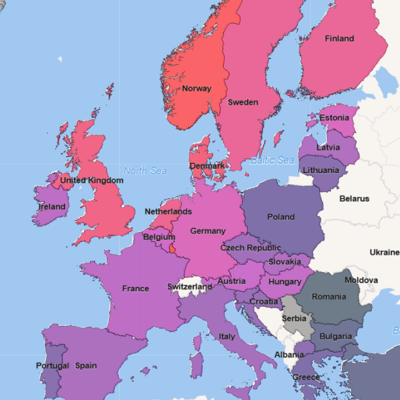 Finland
Norway
Sweden
Estonia
Latvia
North Sea
Baltic Sea
Denmark
Lithuania
United Kingdom
Belarus
Ireland
Netherlands
Poland
Germany
Belgium
Czech Republic
Ukraine
Slovakia
France
Switzerland
Austria
Hungary
Moldova
Romania
Croatia
Serbia
Italy
Bulgaria
Albania
Portugal
Spain
Greece